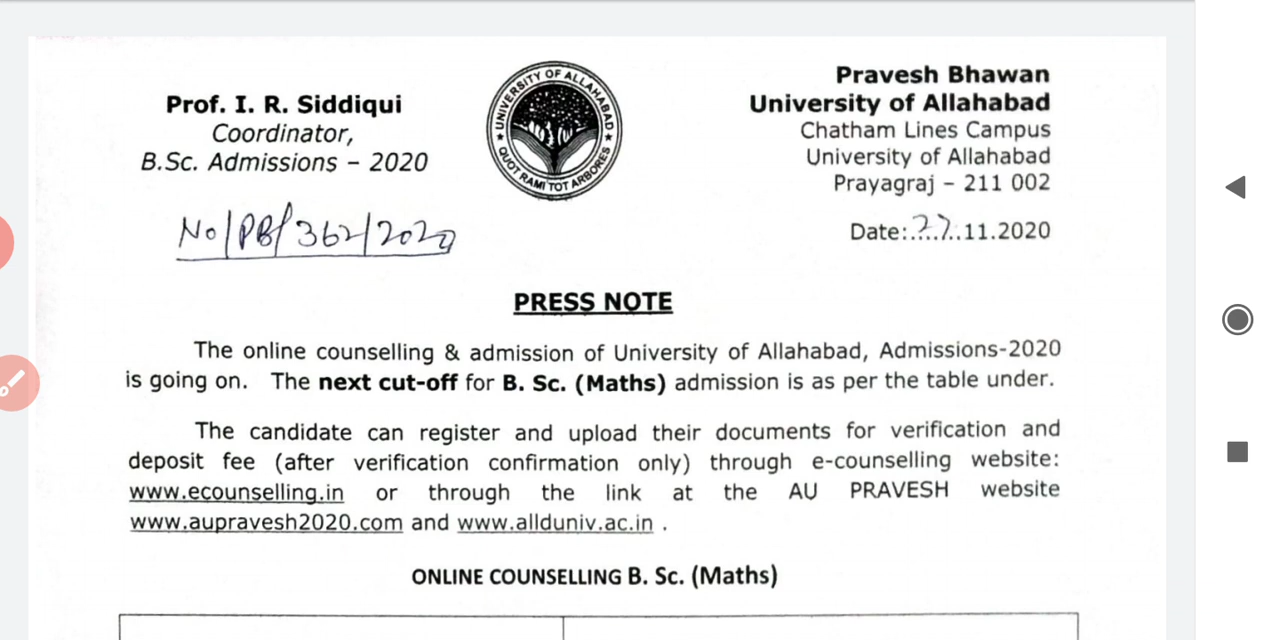 Prof. I. R. Siddiqui
Coordinator,
B.Sc. Admissions – 2020
No/PB/362/2020
UNIVERSITY OF ALLAHABAD
QUOT RAMI TOT ARBORES
Pravesh Bhawan
University of Allahabad
Chatham Lines Campus
University of Allahabad
Prayagraj – 211 002
Date:..22..11.2020
PRESS NOTE
The online counselling & admission of University of Allahabad, Admissions-2020
is going on. The next cut-off for B. Sc. (Maths) admission is as per the table under.
The candidate can register and upload their documents for verification and
deposit fee (after verification confirmation only) through e-counselling website:
www.ecounselling.in or through the link at the AU PRAVESH website
www.aupravesh2020.com and www.allduniv.ac.in .
ONLINE COUNSELLING B. Sc. (Maths)